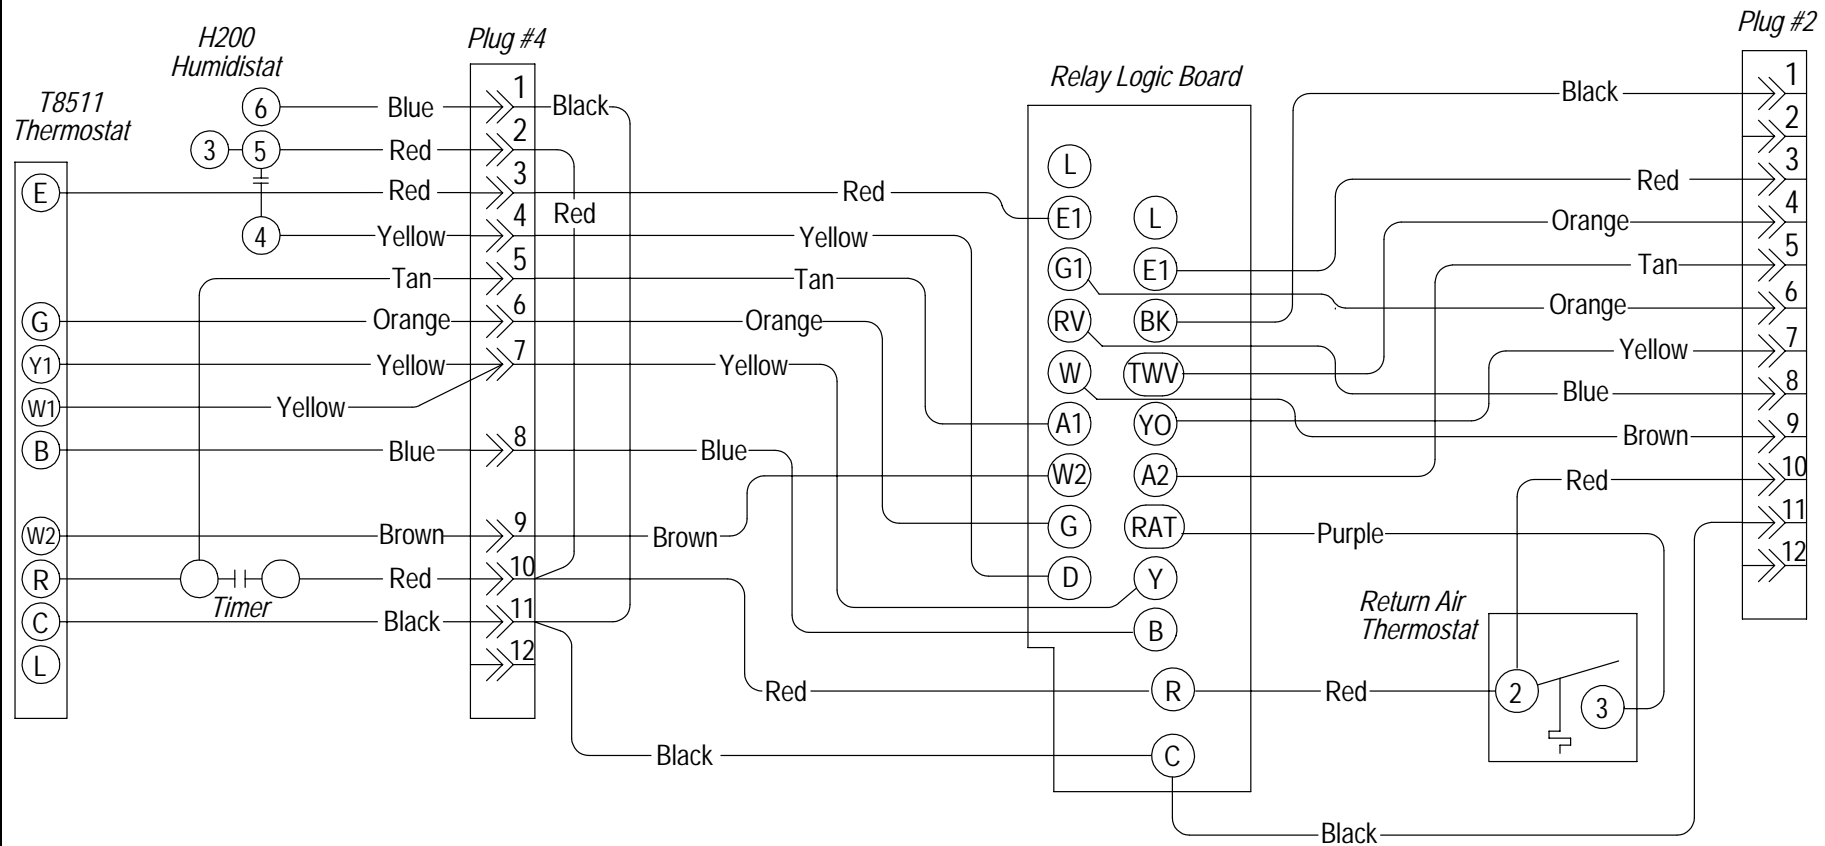 H200
Humidistat
Plug #4
Plug #2
T8511
Thermostat
Relay Logic Board
6 Blue 1 Black
Black 1
2
3 5 Red 2
Red
E Red 3 Red E1
L
L
E1 Red 3
4 Yellow 4 Yellow
Orange 4
Tan 5 Tan
G1
Tan 5
G Orange 6 Orange
RV BK
Orange 6
Y1 Yellow 7 Yellow
W TWV
Yellow 7
W1 Yellow
Blue 8
A1 YO
Brown 9
B Blue 8 Blue
W2 A2
Red 10
W2 Brown 9 Brown
G RAT Purple
11
R Timer Red 10
D Y
12
C Black 11
B
Return Air
Thermostat
L 12
Red R Red 2 3
Black C
Black